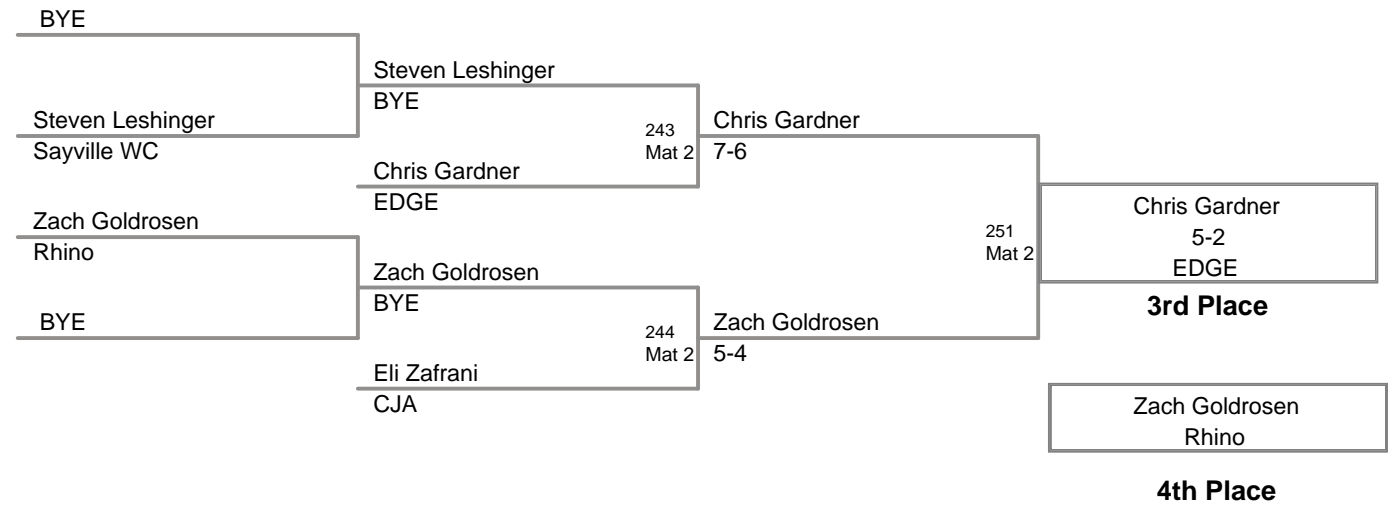 BYE
Steven Leshinger
BYE
Steven Leshinger
Sayville WC
243
Mat 2
Chris Gardner
7-6
Chris Gardner
EDGE
Zach Goldrosen
Rhino
251
Mat 2
Chris Gardner
5-2
EDGE
3rd Place
Zach Goldrosen
BYE
BYE
244
Mat 2
Zach Goldrosen
5-4
Eli Zafrani
CJA
Zach Goldrosen
Rhino
4th Place